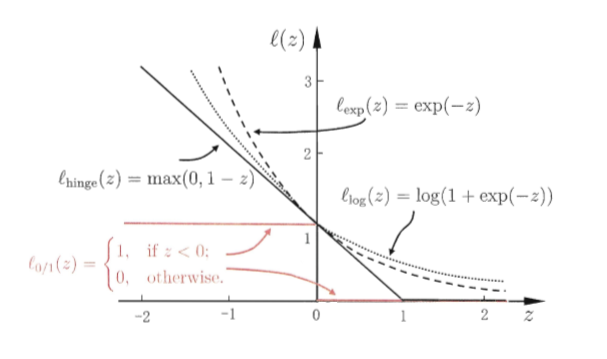 ℓ(z)
3
ℓ_exp(z) = exp(−z)
2
ℓ_hinge(z) = max(0, 1 − z)
ℓ_log(z) = log(1 + exp(−z))
1
ℓ_0/1(z) = { 1, if z < 0;
0, otherwise.
−2 −1 0 1 2 z